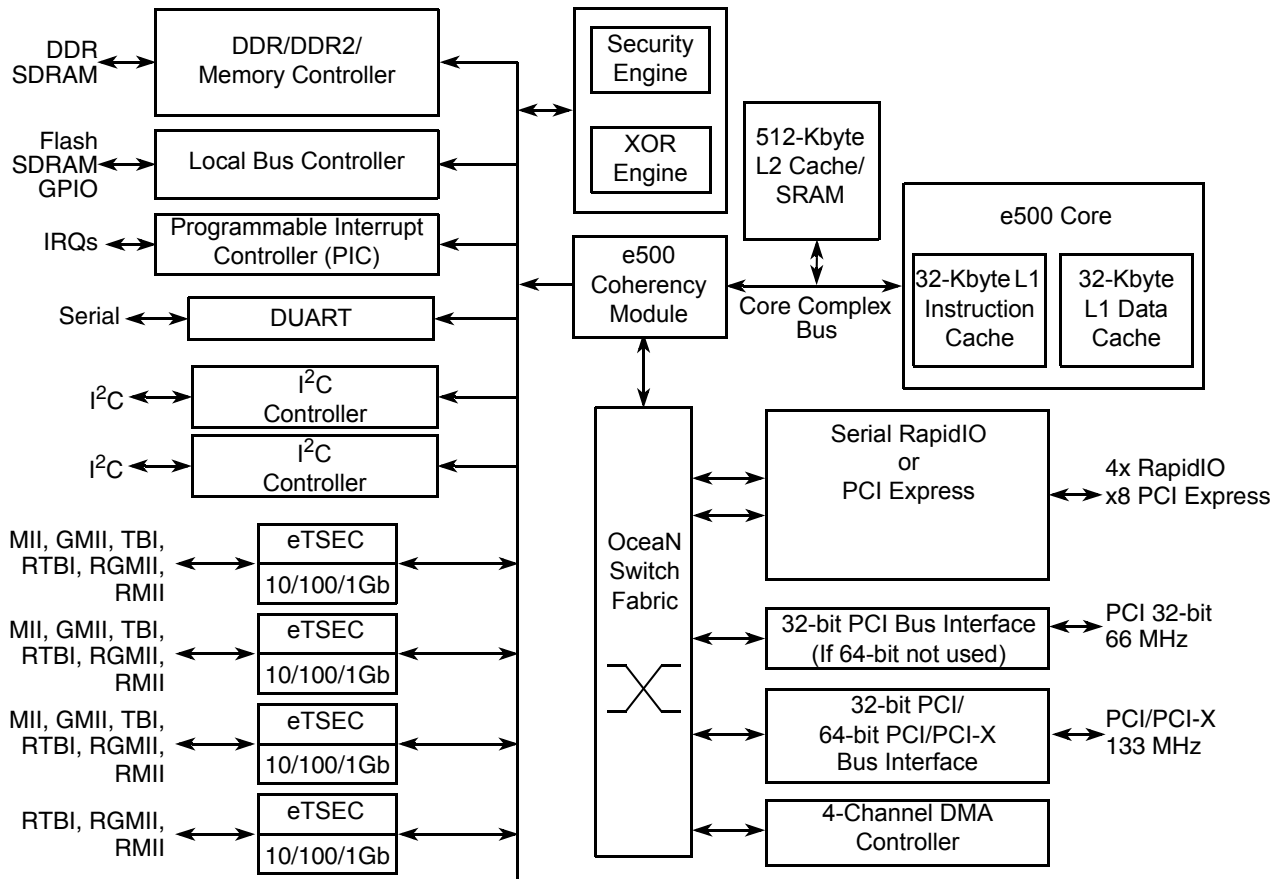 DDR
SDRAM
DDR/DDR2/
Memory Controller
Flash
SDRAM
GPIO
Local Bus Controller
IRQs
Programmable Interrupt
Controller (PIC)
Serial
DUART
I²C
I²C
Controller
I²C
I²C
Controller
MII, GMII, TBI,
RTBI, RGMII,
RMII
eTSEC
10/100/1Gb
MII, GMII, TBI,
RTBI, RGMII,
RMII
eTSEC
10/100/1Gb
MII, GMII, TBI,
RTBI, RGMII,
RMII
eTSEC
10/100/1Gb
RTBI, RGMII,
RMII
eTSEC
10/100/1Gb
Security
Engine
XOR
Engine
e500
Coherency
Module
512-Kbyte
L2 Cache/
SRAM
Core Complex
Bus
e500 Core
32-Kbyte L1
Instruction
Cache
32-Kbyte
L1 Data
Cache
OceaN
Switch
Fabric
Serial RapidIO
or
PCI Express
4x RapidIO
x8 PCI Express
32-bit PCI Bus Interface
(If 64-bit not used)
PCI 32-bit
66 MHz
32-bit PCI/
64-bit PCI/PCI-X
Bus Interface
PCI/PCI-X
133 MHz
4-Channel DMA
Controller